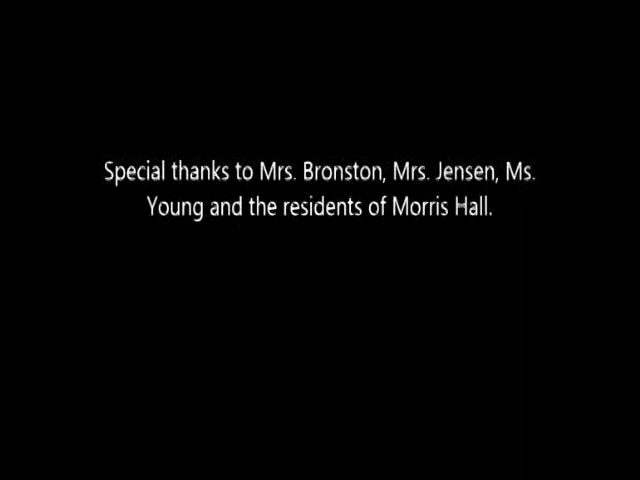 Special thanks to Mrs. Bronston, Mrs. Jensen, Ms.
Young and the residents of Morris Hall.